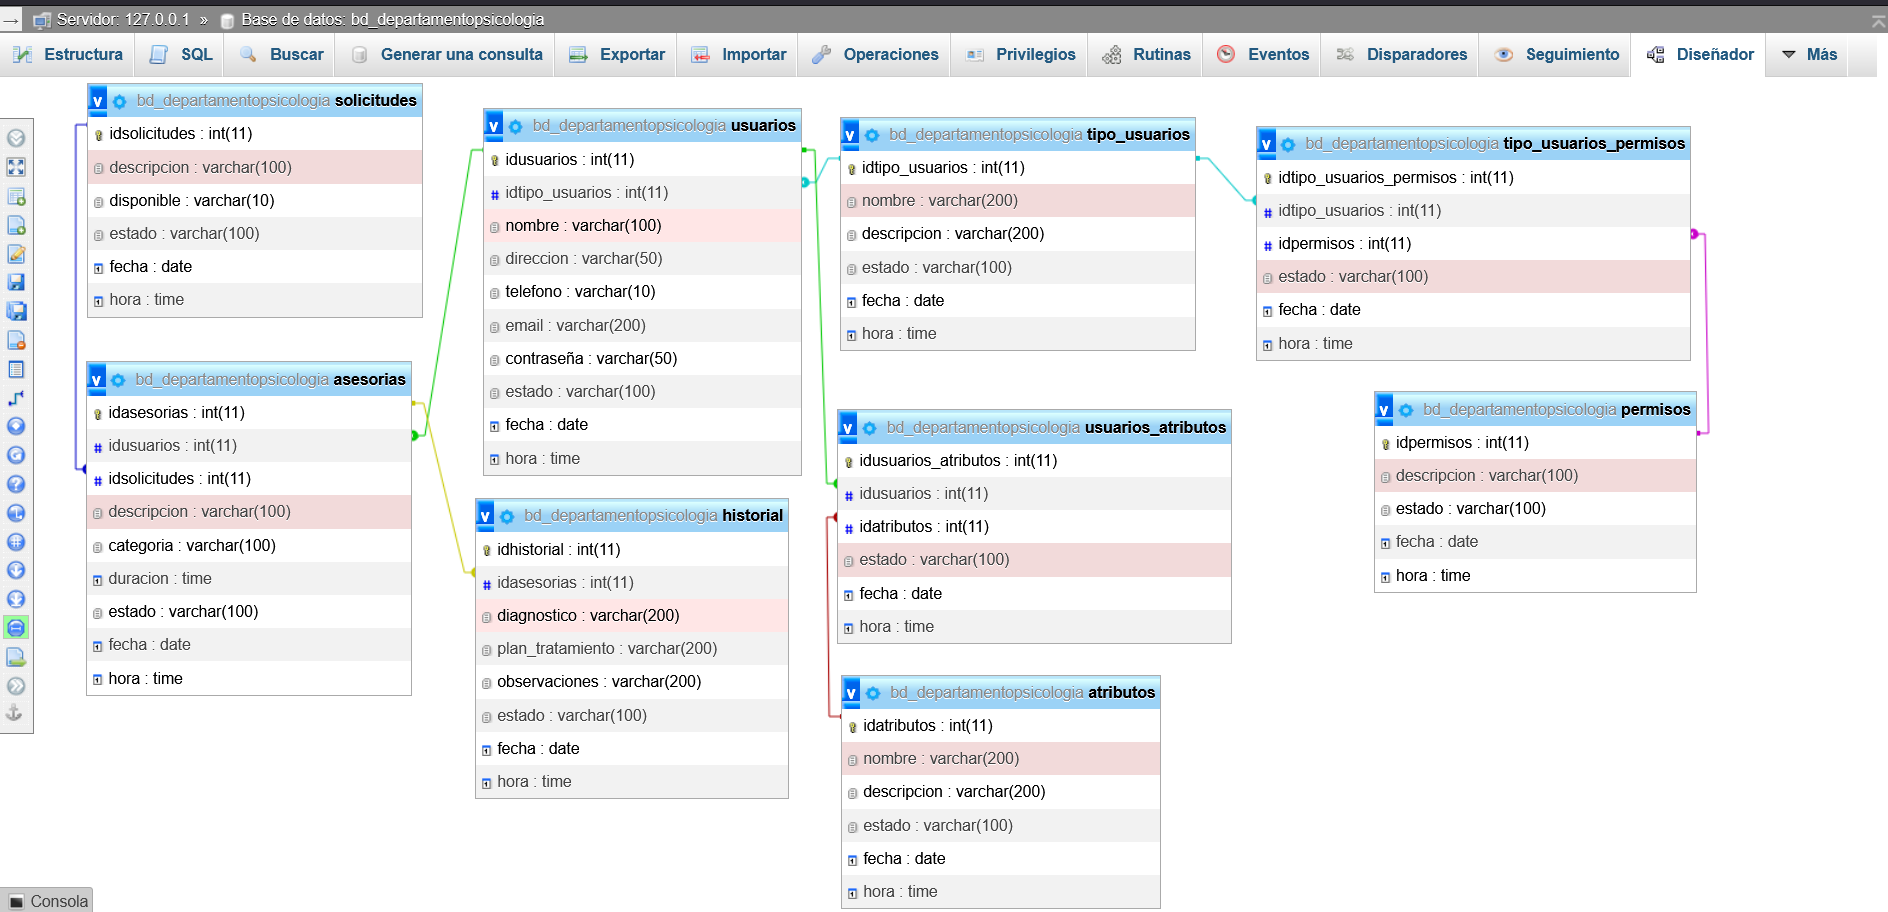 Servidor: 127.0.0.1 » Base de datos: bd_departamentopsicologia
Estructura SQL Buscar Generar una consulta Exportar Importar Operaciones Privilegios Rutinas Eventos Disparadores Seguimiento Diseñador Más
v bd_departamentopsicologia solicitudes
idsolicitudes : int(11)
descripcion : varchar(100)
disponible : varchar(10)
estado : varchar(100)
fecha : date
hora : time
v bd_departamentopsicologia asesorias
idasesorias : int(11)
# idusuarios : int(11)
# idsolicitudes : int(11)
descripcion : varchar(100)
categoria : varchar(100)
duracion : time
estado : varchar(100)
fecha : date
hora : time
v bd_departamentopsicologia usuarios
idusuarios : int(11)
# idtipo_usuarios : int(11)
nombre : varchar(100)
direccion : varchar(50)
telefono : varchar(10)
email : varchar(200)
contraseña : varchar(50)
estado : varchar(100)
fecha : date
hora : time
v bd_departamentopsicologia historial
idhistorial : int(11)
# idasesorias : int(11)
diagnostico : varchar(200)
plan_tratamiento : varchar(200)
observaciones : varchar(200)
estado : varchar(100)
fecha : date
hora : time
v bd_departamentopsicologia tipo_usuarios
idtipo_usuarios : int(11)
nombre : varchar(200)
descripcion : varchar(200)
estado : varchar(100)
fecha : date
hora : time
v bd_departamentopsicologia usuarios_atributos
idusuarios_atributos : int(11)
# idusuarios : int(11)
# idatributos : int(11)
estado : varchar(100)
fecha : date
hora : time
v bd_departamentopsicologia atributos
idatributos : int(11)
nombre : varchar(200)
descripcion : varchar(200)
estado : varchar(100)
fecha : date
hora : time
v bd_departamentopsicologia tipo_usuarios_permisos
idtipo_usuarios_permisos : int(11)
# idtipo_usuarios : int(11)
# idpermisos : int(11)
estado : varchar(100)
fecha : date
hora : time
v bd_departamentopsicologia permisos
idpermisos : int(11)
descripcion : varchar(100)
estado : varchar(100)
fecha : date
hora : time
Consola